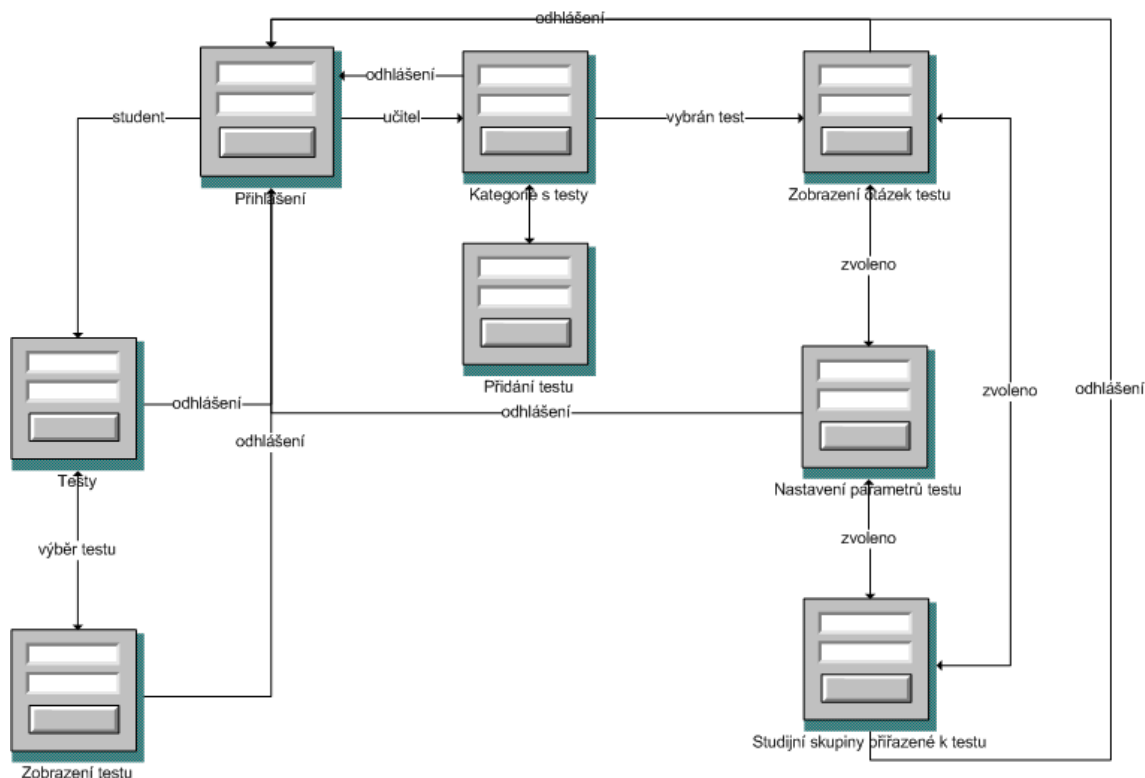 odhlášení
odhlášení
student
učitel
vybrán test
Přihlášení
Kategorie s testy
Zobrazení otázek testu
zvoleno
Přidání testu
zvoleno
odhlášení
odhlášení
odhlášení
odhlášení
Testy
Nastavení parametrů testu
výběr testu
zvoleno
Studijní skupiny přiřazené k testu
Zobrazení testu